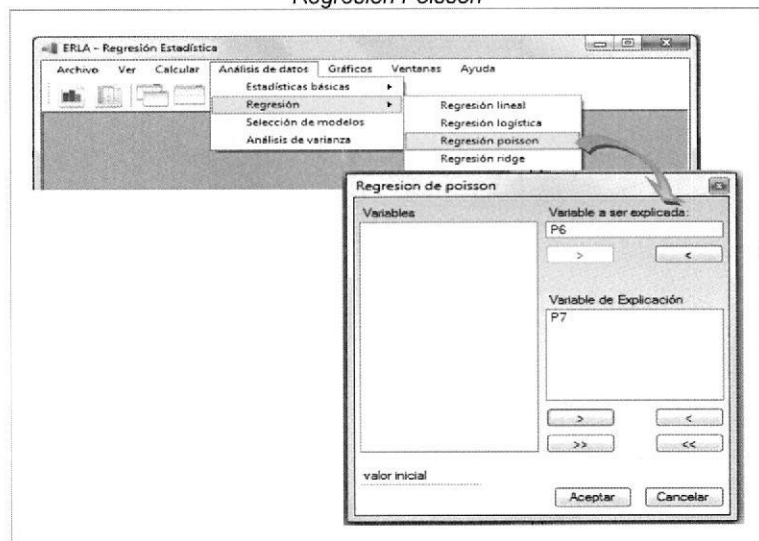 Regresión Poisson
ERLA - Regresión Estadística
Archivo Ver Calcular Análisis de datos Gráficos Ventanas Ayuda
Estadísticas básicas
Regresión
Selección de modelos
Análisis de varianza
Regresión lineal
Regresión logística
Regresión poisson
Regresión ridge
Regresion de poisson
Variables
Variable a ser explicada:
P6
> <
Variable de Explicación
P7
> <
>> <<
valor inicial
Aceptar Cancelar